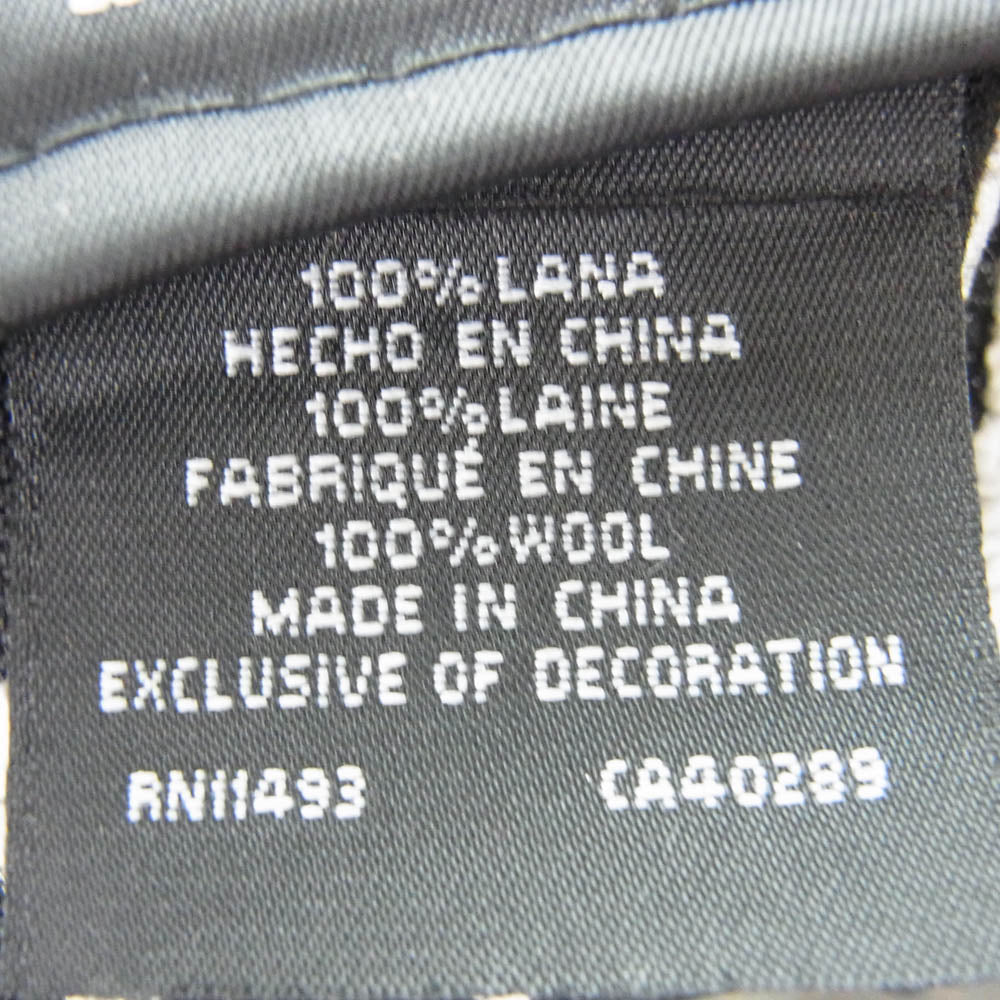 100% LANA
HECHO EN CHINA
100% LAINE
FABRIQUÉ EN CHINE
100% WOOL
MADE IN CHINA
EXCLUSIVE OF DECORATION
RN11493 CA40289